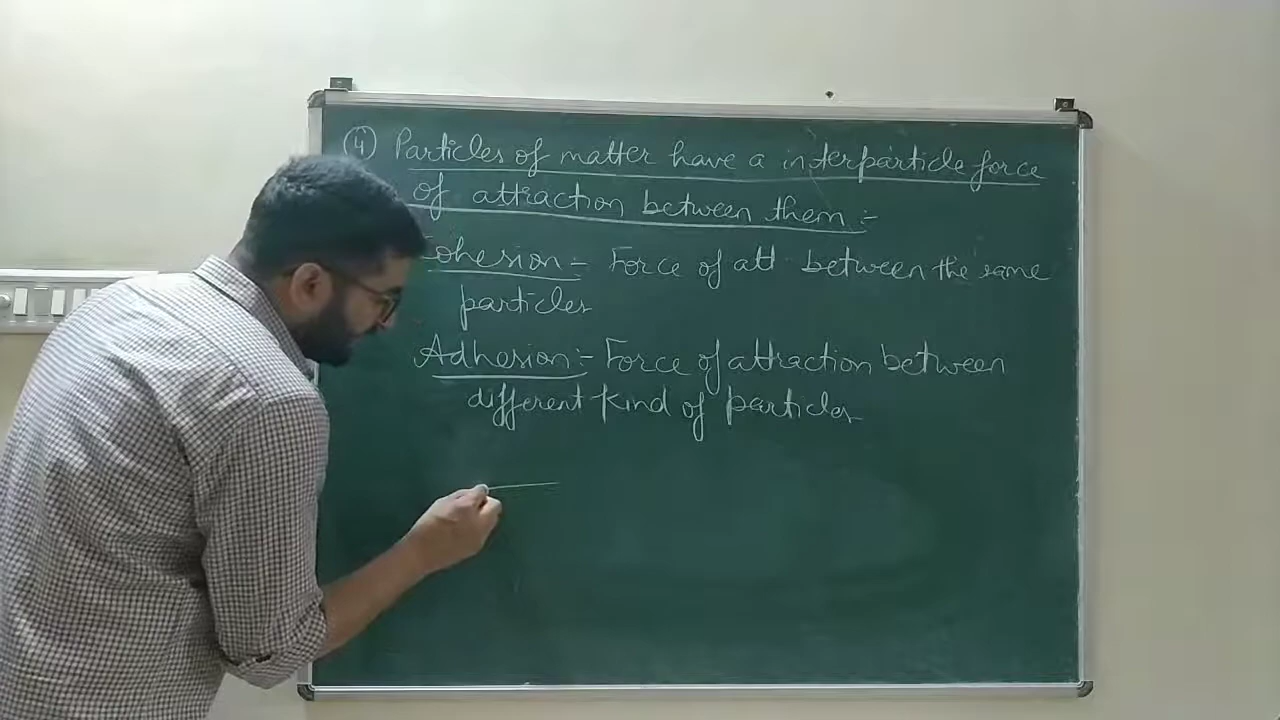 (4) Particles of matter have a interparticle force
of attraction between them :-
Cohesion :- Force of att between the same
particles
Adhesion :- Force of attraction between
different kind of particles